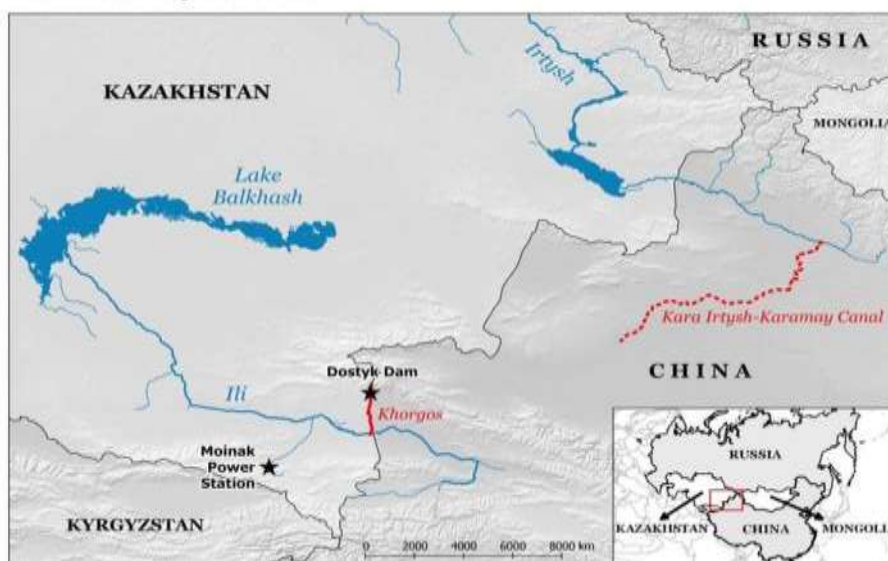 RUSSIA
Irtysh
KAZAKHSTAN
MONGOLIA
Lake
Balkhash
Kara Irtysh-Karamay Canal
CHINA
Dostyk Dam
Ili
Khorgos
Moinak
Power
Station
KYRGYZSTAN
0 2000 4000 6000 8000 km
RUSSIA
KAZAKHSTAN
CHINA
MONGOLIA